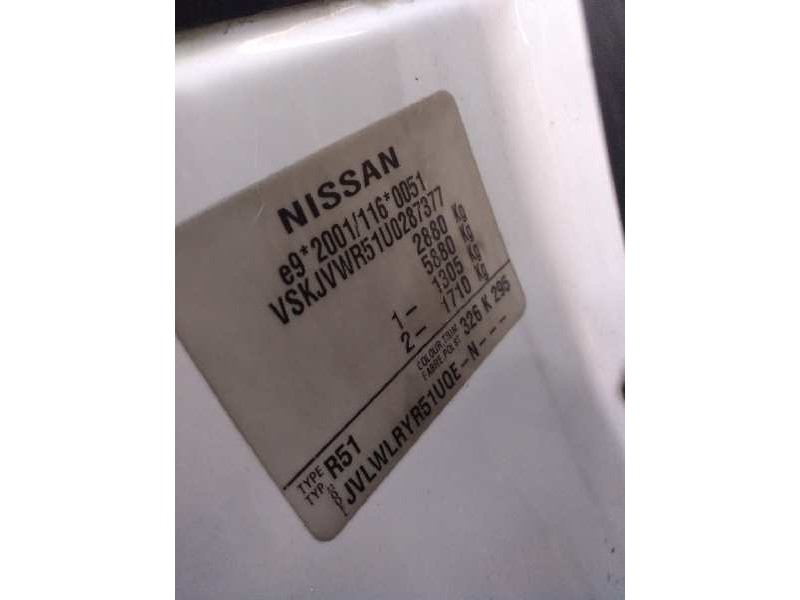 NISSAN
e9*2001/116*0051
VSKJVWR51U0287377
2880 Kg
5880 Kg
1- 1305 Kg
2- 1710 Kg
COLOUR,TRIM 326 K 295
TYPE R51
TYP
JVLWLRYR51UQE-N---